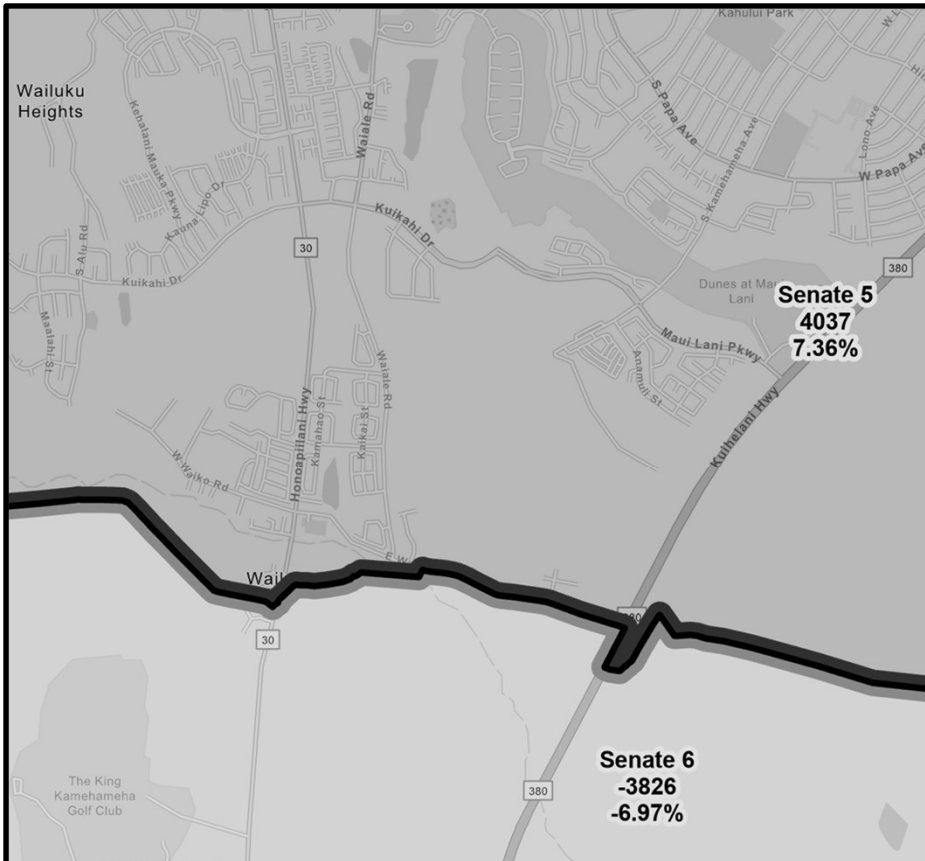 Kahului Park
Wailuku
Heights
Kehalani Mauka Pkwy
Waiale Rd
S Papa Ave
S Kamehameha Ave
Lono Ave
W Papa Ave
Kauna Lipo Dr
Kuikahi Dr
S Alu Rd
30
380
Kuikahi Dr
Dunes at Maui
Lani
Senate 5
4037
7.36%
Maalahi St
Maui Lani Pkwy
Anamuli St
Waiale Rd
Honoapiilani Hwy
Kamahao St
Kaikai St
Kuihelani Hwy
W Waiko Rd
30
Senate 6
-3826
-6.97%
380
The King
Kamehameha
Golf Club